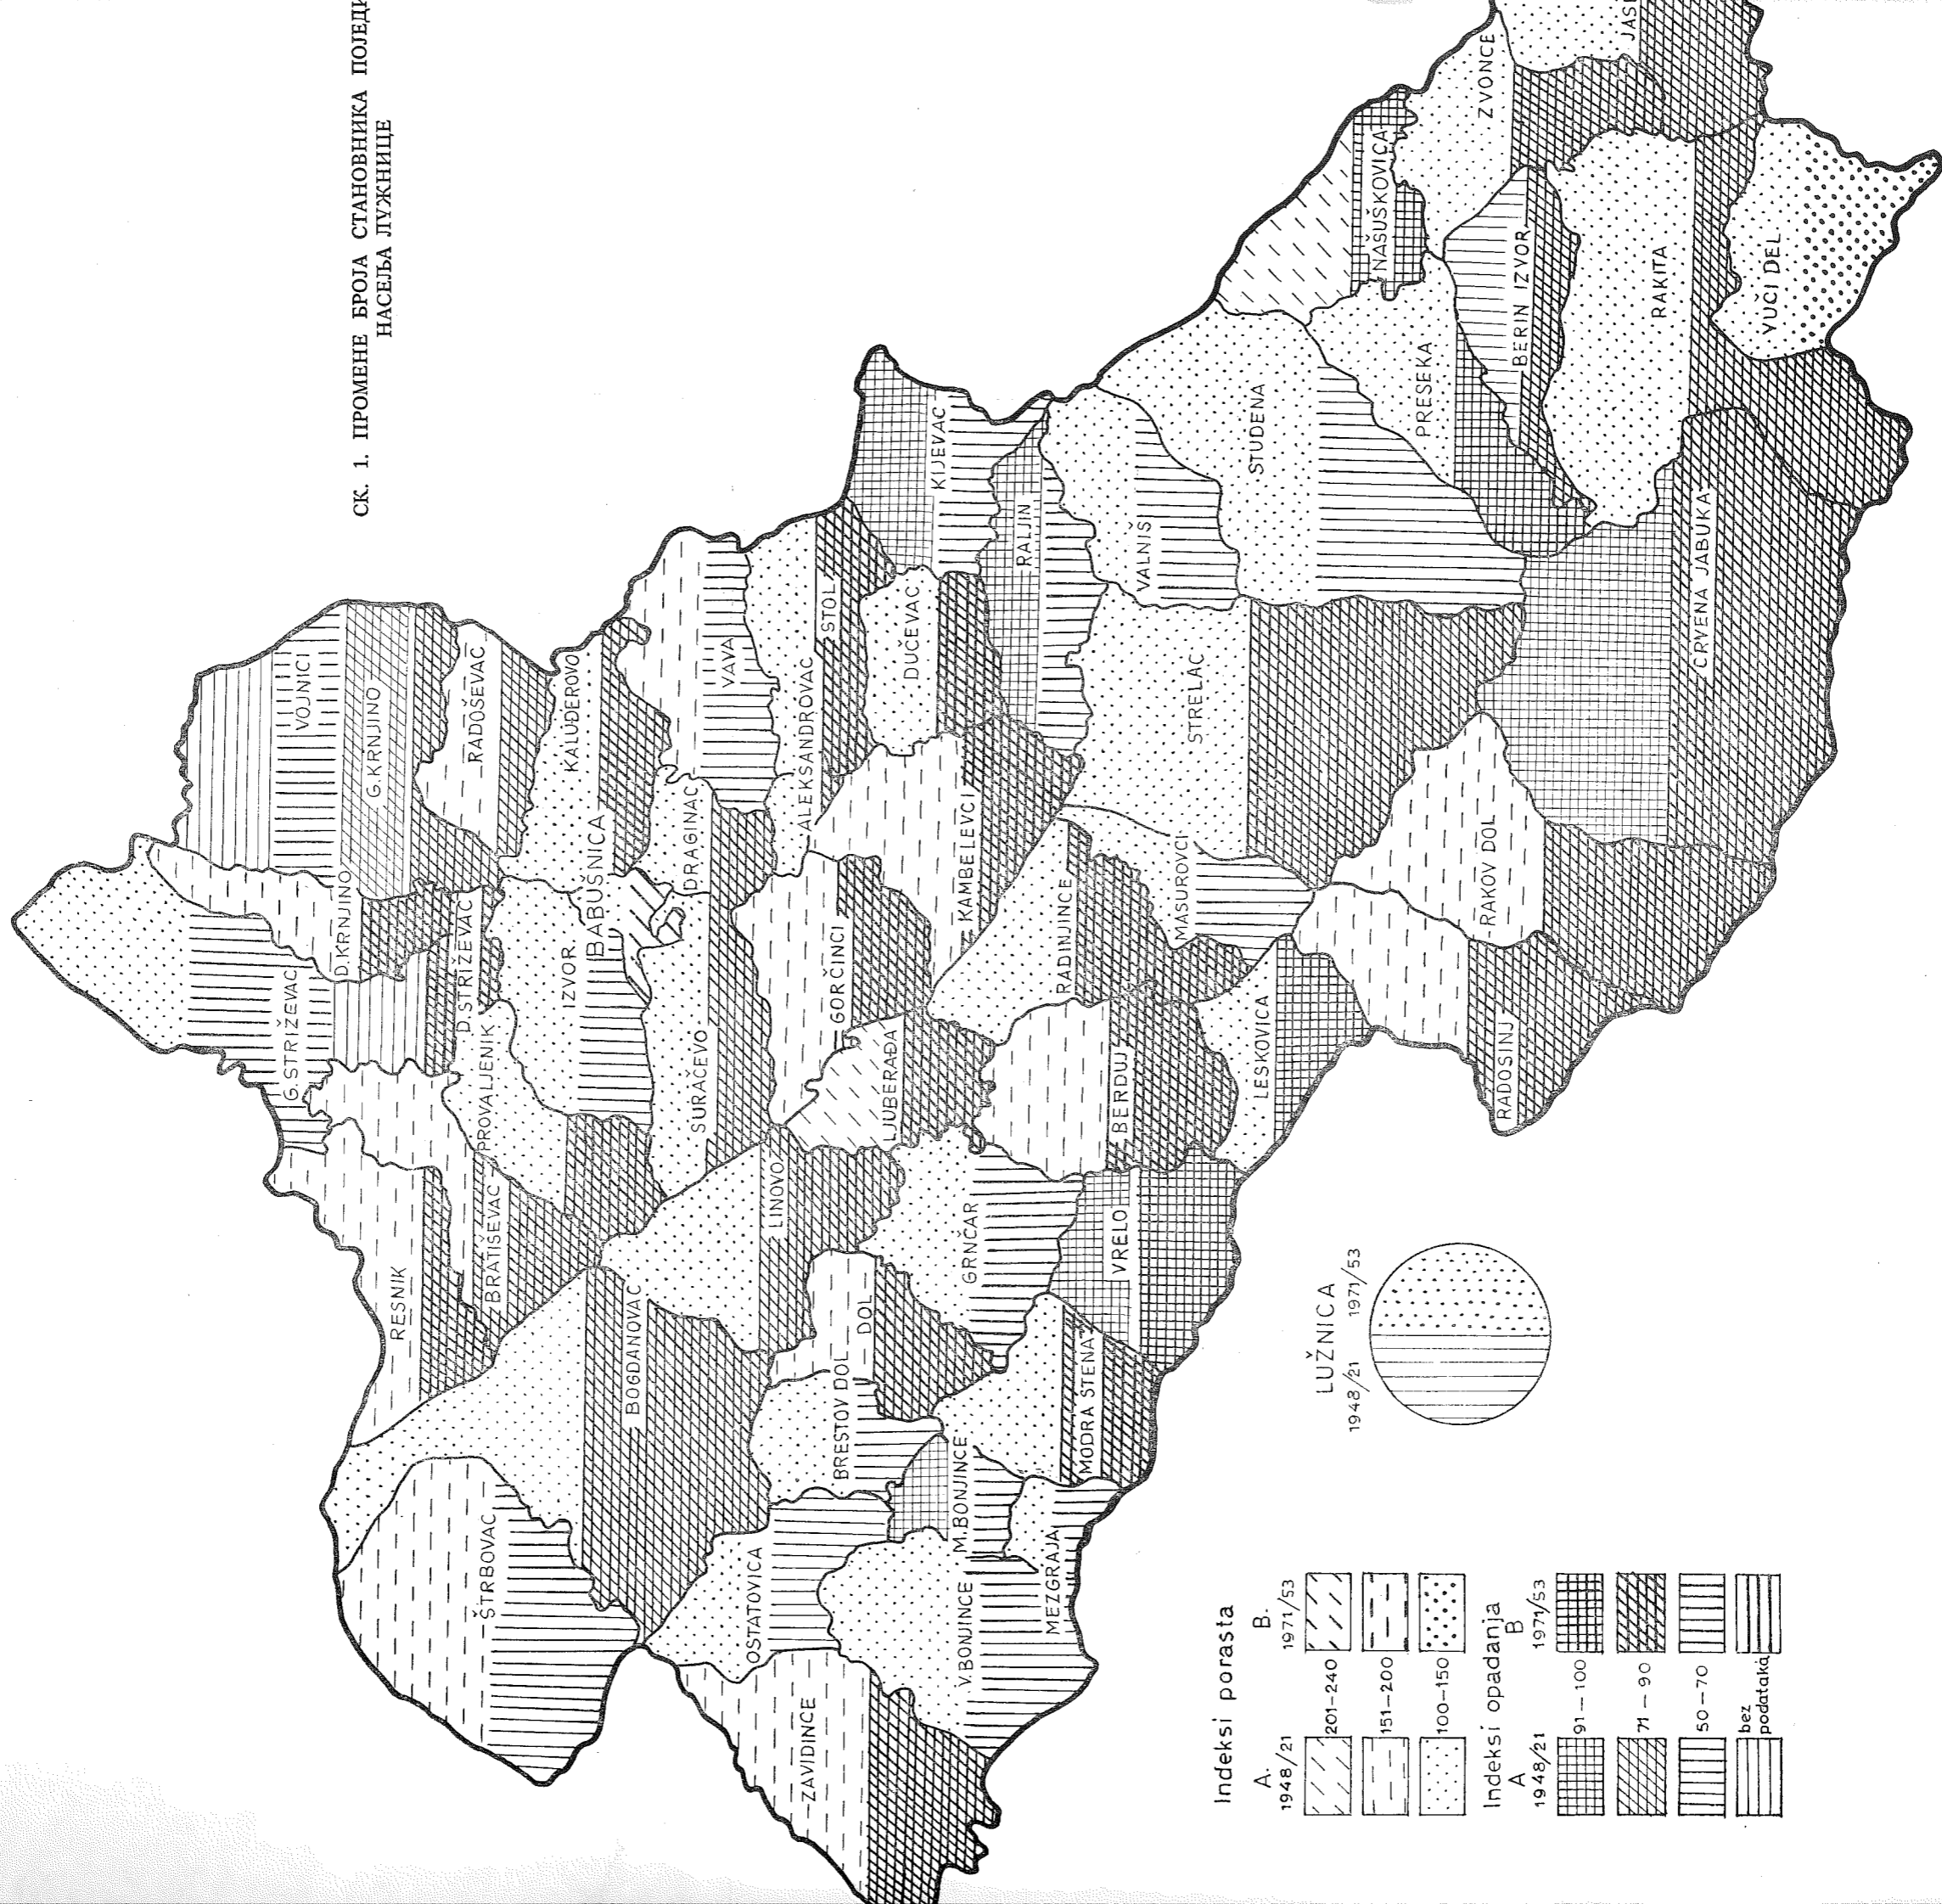 СК. 1. ПРОМЕНЕ БРОЈА СТАНОВНИКА
НАСЕЉА ЛУЖНИЦЕ
VOJNICI
G.KRNJINO
D.KRNJINO
RADOŠEVAC
G.STRIŽEVAC
D.STRIŽEVAC
KALUĐEROVO
BABUŠNICA
IZVOR
PROVALJENIK
VAVA
DRAGINAC
SURAČEVO
RESNIK
BRATIŠEVAC
ALEKSANDROVAC
STOL
DUČEVAC
KIJEVAC
RALJIN
GORČINCI
LJUBERAĐA
KAMBELEVCI
LINOVO
BOGDANOVAC
ŠTRBOVAC
DOL
BRESTOV DOL
OSTATOVICA
ZAVIDINCE
V.BONJINCE
M.BONJINCE
MEZGRAJA
MODRA STENA
GRNČAR
VRELO
BERDUJ
RADINJINCE
MASUROVCI
LESKOVICA
STRELAC
VALNIŠ
STUDENA
NAŠUŠKOVICA
ZVONCE
PRESEKA
BERIN IZVOR
RAKITA
VUČI DEL
CRVENA JABUKA
RAKOV DOL
RADOSINJ
LUŽNICA
1948/21 1971/53
Indeksi porasta
A. B.
1948/21 1971/53
201-240
151-200
100-150
Indeksi opadanja
A B
1948/21 1971/53
91-100
71-90
50-70
bez
podataka